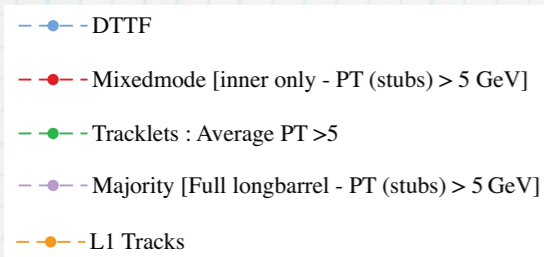 DTTF
Mixedmode [inner only - PT (stubs) > 5 GeV]
Tracklets : Average PT >5
Majority [Full longbarrel - PT (stubs) > 5 GeV]
L1 Tracks